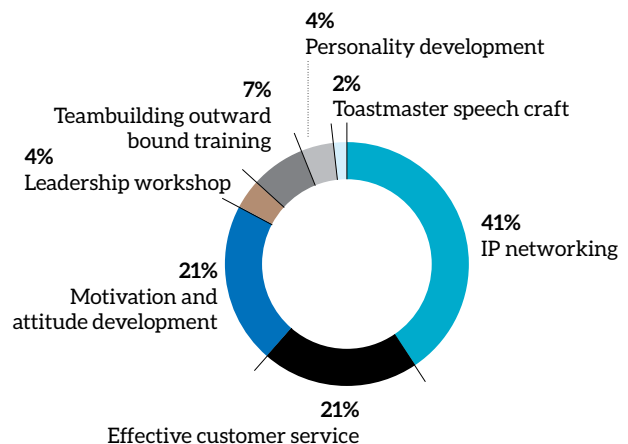 4%
Personality development
7%
Teambuilding outward
bound training
2%
Toastmaster speech craft
4%
Leadership workshop
41%
IP networking
21%
Motivation and
attitude development
21%
Effective customer service